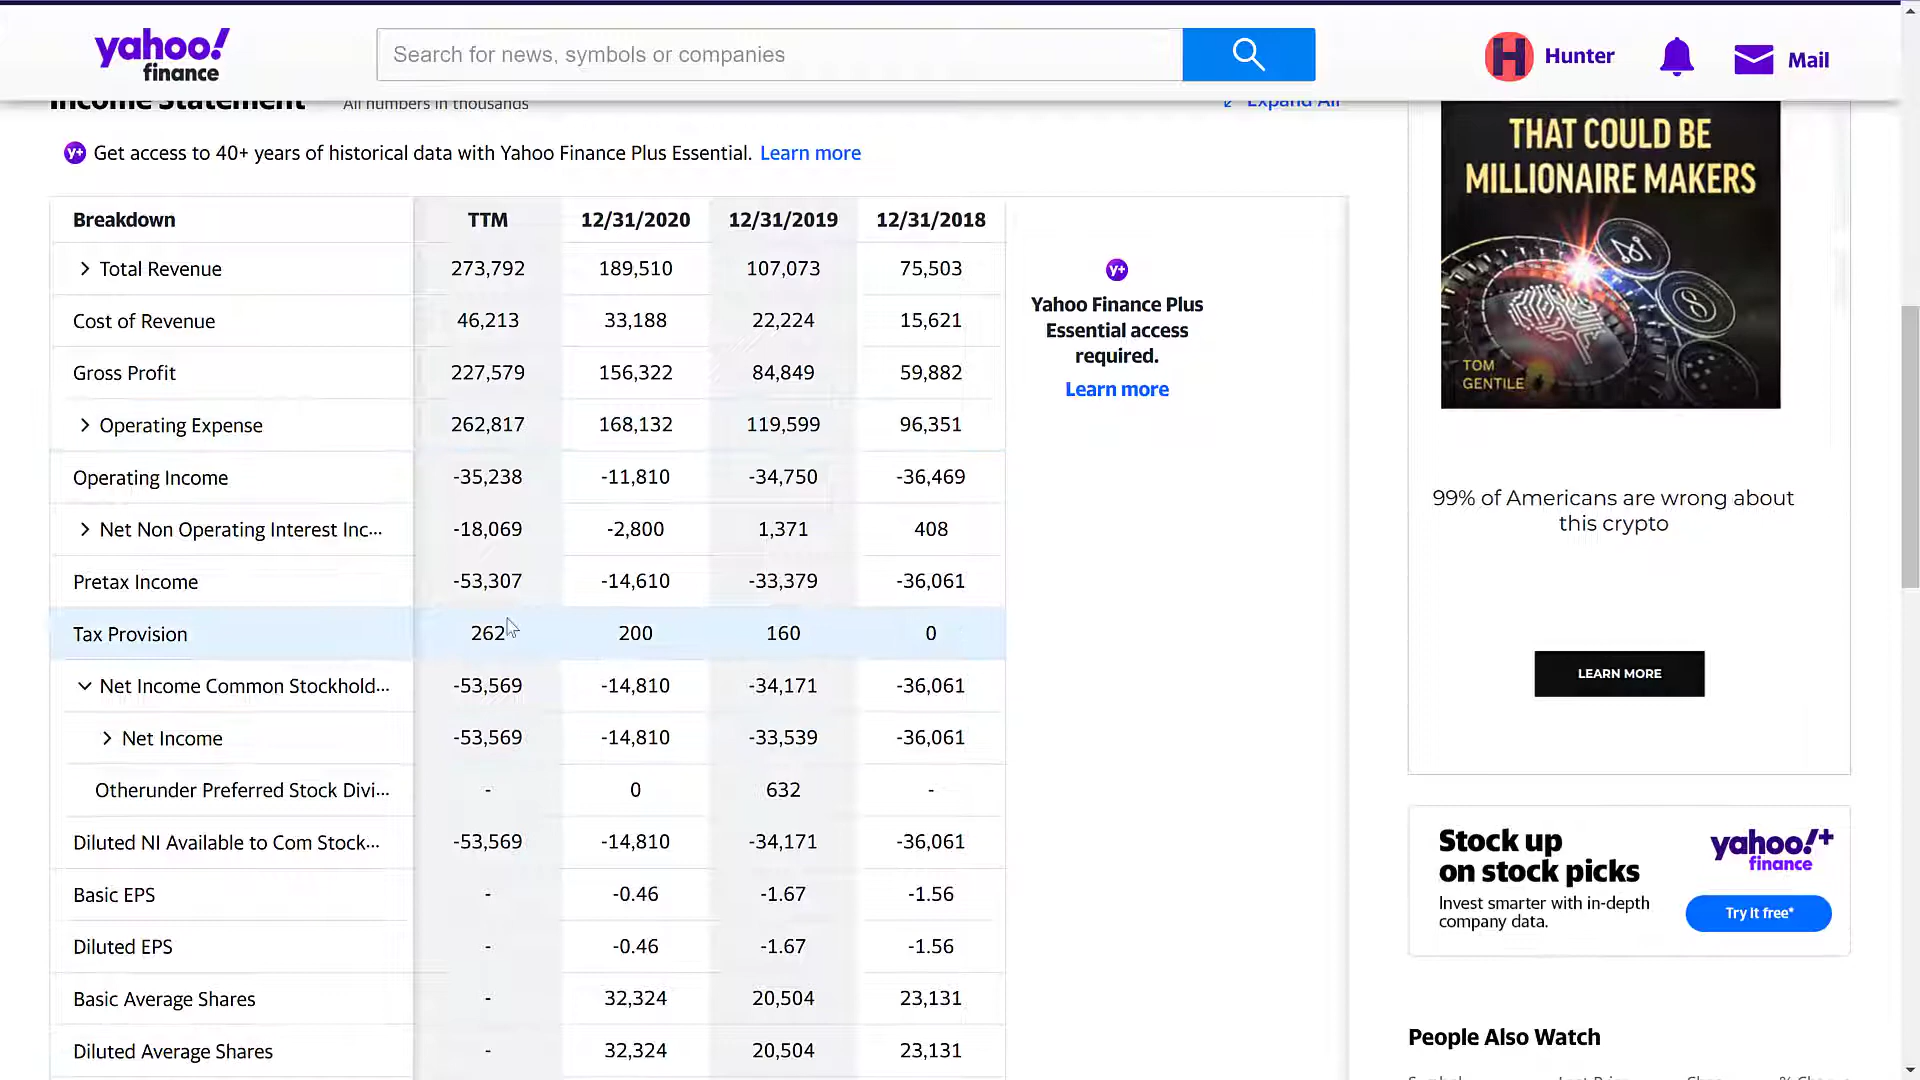 yahoo!
finance
Search for news, symbols or companies
Hunter
Mail
Income Statement All numbers in thousands Expand All
Get access to 40+ years of historical data with Yahoo Finance Plus Essential. Learn more
Breakdown TTM 12/31/2020 12/31/2019 12/31/2018
Total Revenue 273,792 189,510 107,073 75,503
Cost of Revenue 46,213 33,188 22,224 15,621
Gross Profit 227,579 156,322 84,849 59,882
Operating Expense 262,817 168,132 119,599 96,351
Operating Income -35,238 -11,810 -34,750 -36,469
Net Non Operating Interest Inc... -18,069 -2,800 1,371 408
Pretax Income -53,307 -14,610 -33,379 -36,061
Tax Provision 262 200 160 0
Net Income Common Stockhold... -53,569 -14,810 -34,171 -36,061
Net Income -53,569 -14,810 -33,539 -36,061
Otherunder Preferred Stock Divi... - 0 632 -
Diluted NI Available to Com Stock... -53,569 -14,810 -34,171 -36,061
Basic EPS - -0.46 -1.67 -1.56
Diluted EPS - -0.46 -1.67 -1.56
Basic Average Shares - 32,324 20,504 23,131
Diluted Average Shares - 32,324 20,504 23,131
y+
Yahoo Finance Plus
Essential access
required.
Learn more
THAT COULD BE
MILLIONAIRE MAKERS
TOM
GENTILE
99% of Americans are wrong about
this crypto
LEARN MORE
Stock up
on stock picks
Invest smarter with in-depth
company data.
yahoo!+
finance
Try it free*
People Also Watch